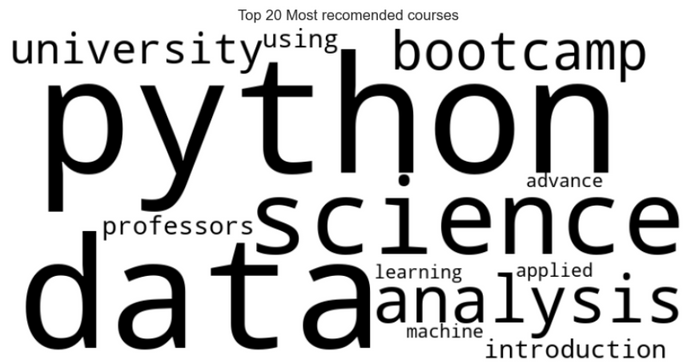 Top 20 Most recomended courses
university using bootcamp
python
advance
professors science
data
learning applied
analysis
machine
introduction